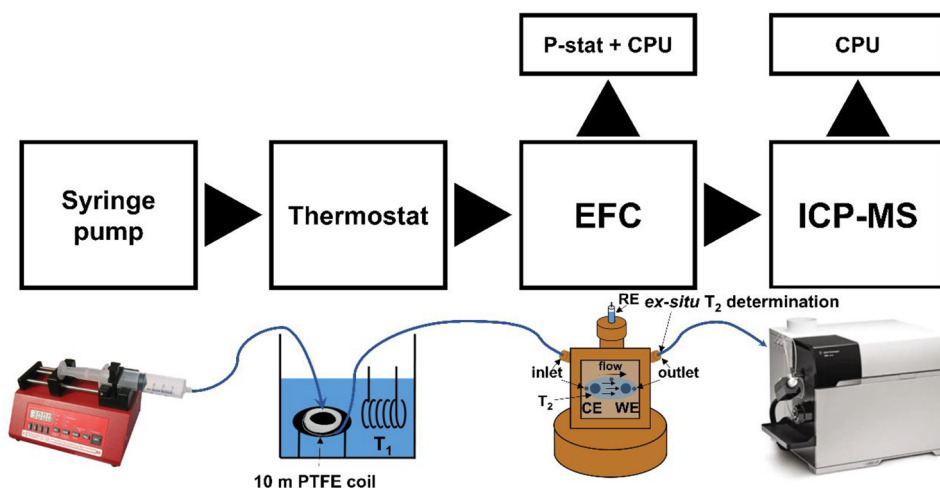 P-stat + CPU
CPU
Syringe
pump
Thermostat
EFC
ICP-MS
RE
ex-situ T2 determination
inlet
flow
outlet
T2
CE
WE
T1
10 m PTFE coil